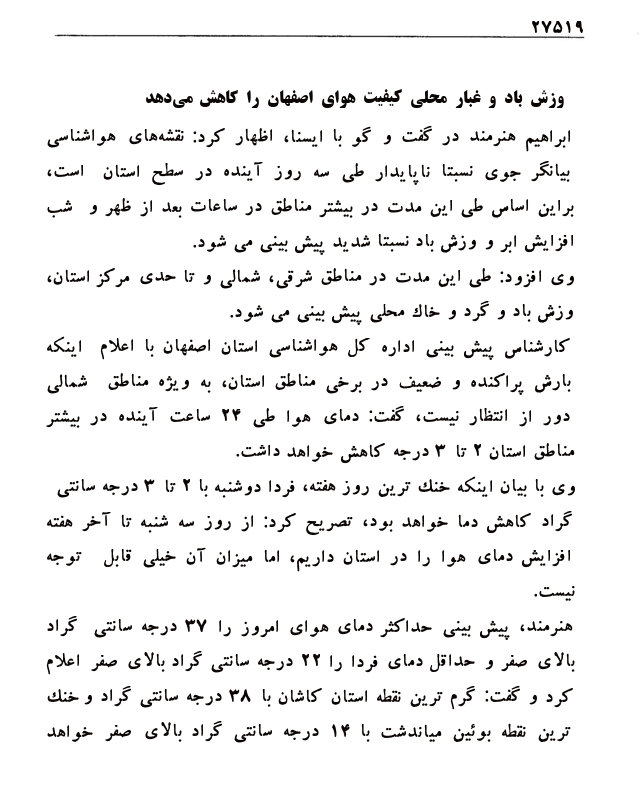 ۲۷۵۱۹
وزش باد و غبار محلی کیفیت هوای اصفهان را کاهش می‌دهد
ابراهیم هنرمند در گفت و گو با ایسنا، اظهار کرد: نقشه‌های هواشناسی
بیانگر جوی نسبتا ناپایدار طی سه روز آینده در سطح استان است،
براین اساس طی این مدت در بیشتر مناطق در ساعات بعد از ظهر و شب
افزایش ابر و وزش باد نسبتا شدید پیش بینی می شود.
وی افزود: طی این مدت در مناطق شرقی، شمالی و تا حدی مرکز استان،
وزش باد و گرد و خاک محلی پیش بینی می شود.
کارشناس پیش بینی اداره کل هواشناسی استان اصفهان با اعلام اینکه
بارش پراکنده و ضعیف در برخی مناطق استان، به ویژه مناطق شمالی
دور از انتظار نیست، گفت: دمای هوا طی ۲۴ ساعت آینده در بیشتر
مناطق استان ۲ تا ۳ درجه کاهش خواهد داشت.
وی با بیان اینکه خنک ترین روز هفته، فردا دوشنبه با ۲ تا ۳ درجه سانتی
گراد کاهش دما خواهد بود، تصریح کرد: از روز سه شنبه تا آخر هفته
افزایش دمای هوا را در استان داریم، اما میزان آن خیلی قابل توجه
نیست.
هنرمند، پیش بینی حداکثر دمای هوای امروز را ۳۷ درجه سانتی گراد
بالای صفر و حداقل دمای فردا را ۲۲ درجه سانتی گراد بالای صفر اعلام
کرد و گفت: گرم ترین نقطه استان کاشان با ۳۸ درجه سانتی گراد و خنک
ترین نقطه بوئین میاندشت با ۱۴ درجه سانتی گراد بالای صفر خواهد